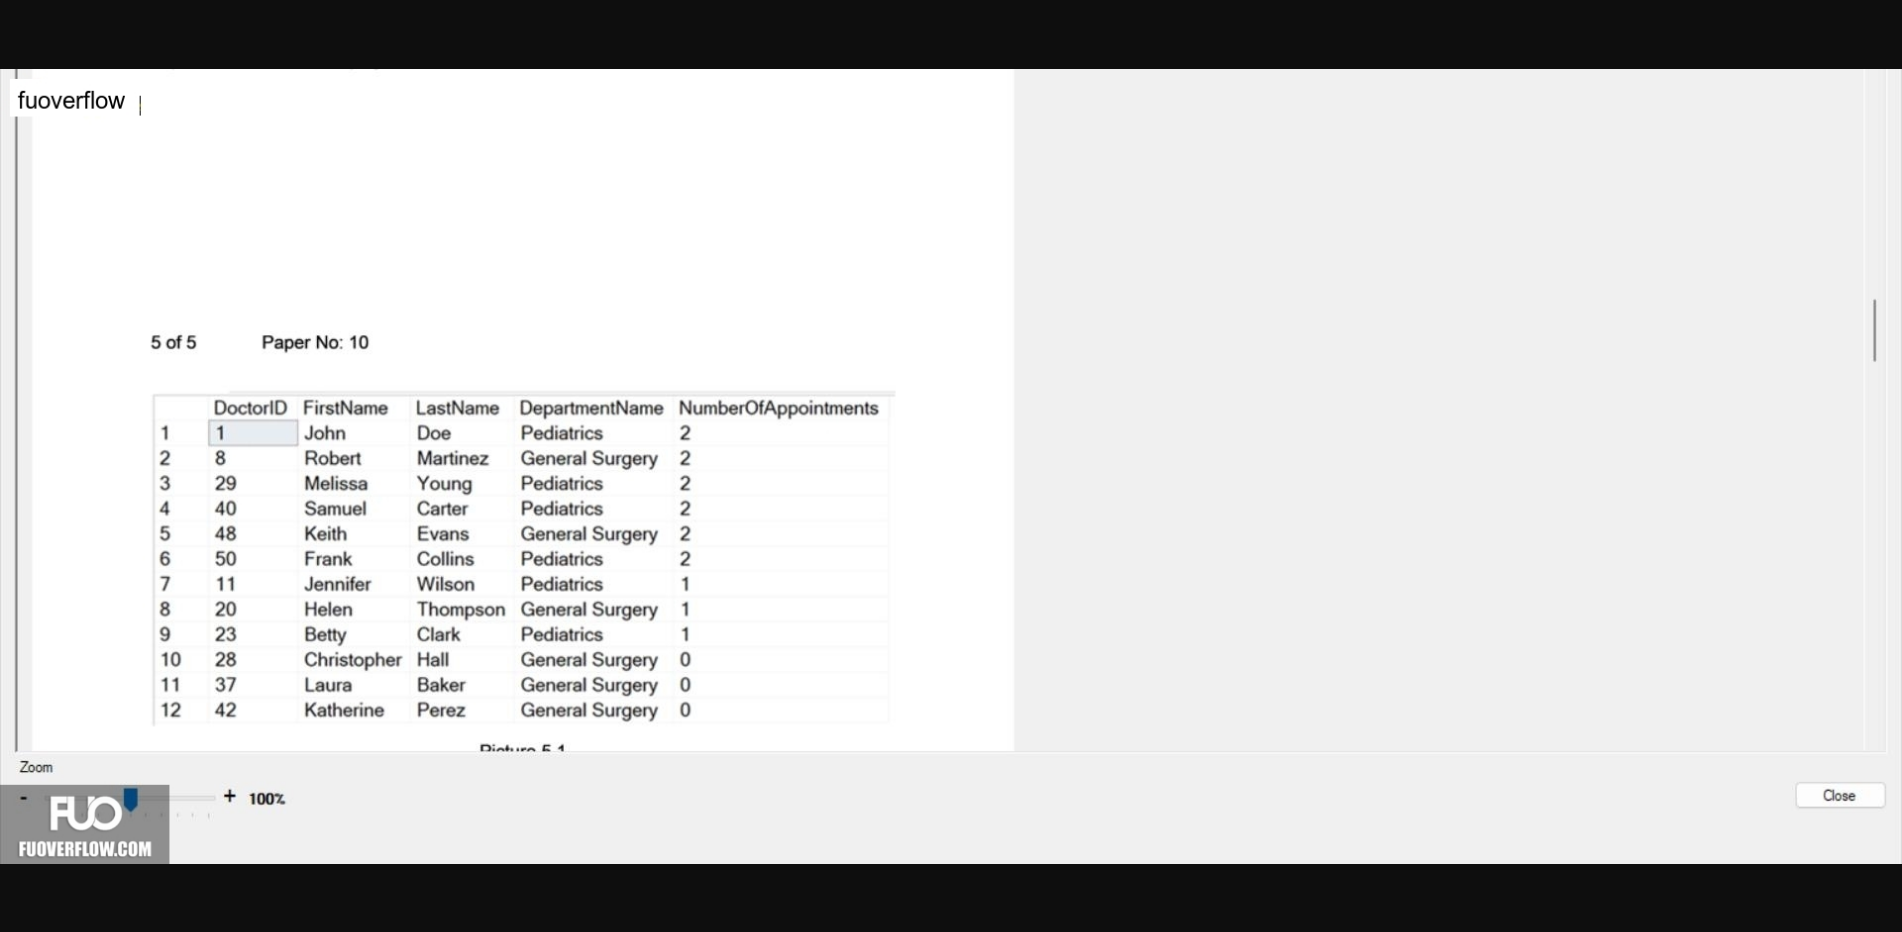 fuoverflow
5 of 5 Paper No: 10
DoctorID FirstName LastName DepartmentName NumberOfAppointments
1 1 John Doe Pediatrics 2
2 8 Robert Martinez General Surgery 2
3 29 Melissa Young Pediatrics 2
4 40 Samuel Carter Pediatrics 2
5 48 Keith Evans General Surgery 2
6 50 Frank Collins Pediatrics 2
7 11 Jennifer Wilson Pediatrics 1
8 20 Helen Thompson General Surgery 1
9 23 Betty Clark Pediatrics 1
10 28 Christopher Hall General Surgery 0
11 37 Laura Baker General Surgery 0
12 42 Katherine Perez General Surgery 0
Picture 5.1
Zoom
- + 100%
Close
FUO
FUOVERFLOW.COM